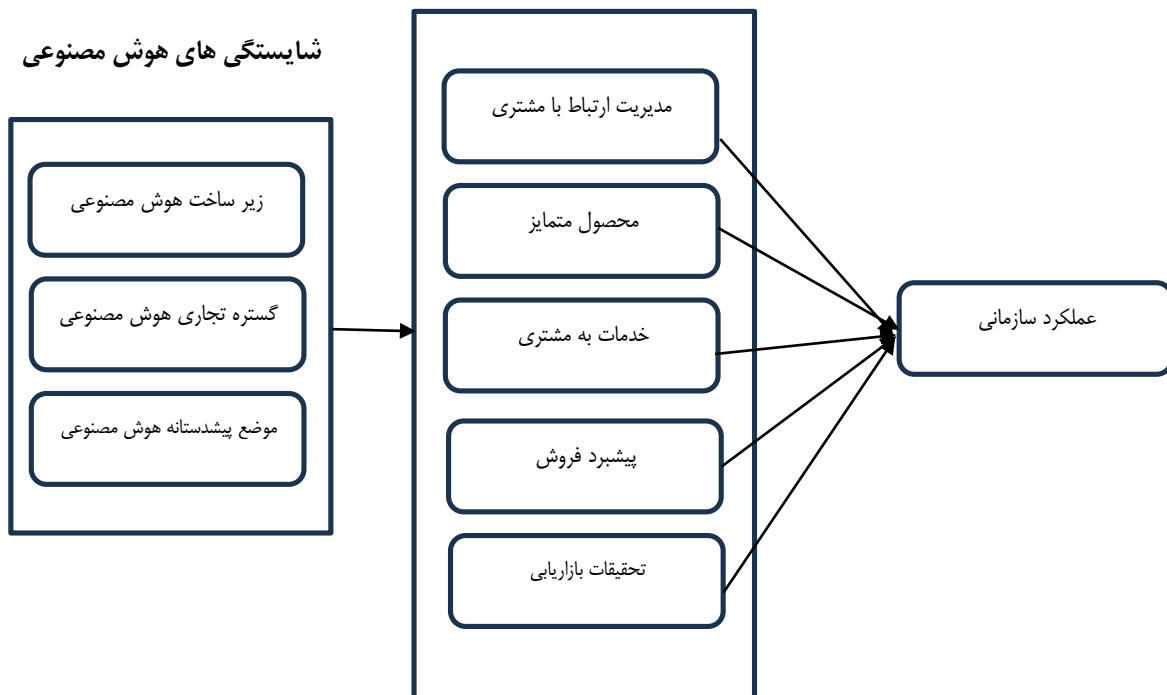 شایستگی های هوش مصنوعی
زیر ساخت هوش مصنوعی
گستره تجاری هوش مصنوعی
موضع پیشدستانه هوش مصنوعی
مدیریت ارتباط با مشتری
محصول متمایز
خدمات به مشتری
پیشبرد فروش
تحقیقات بازاریابی
عملکرد سازمانی